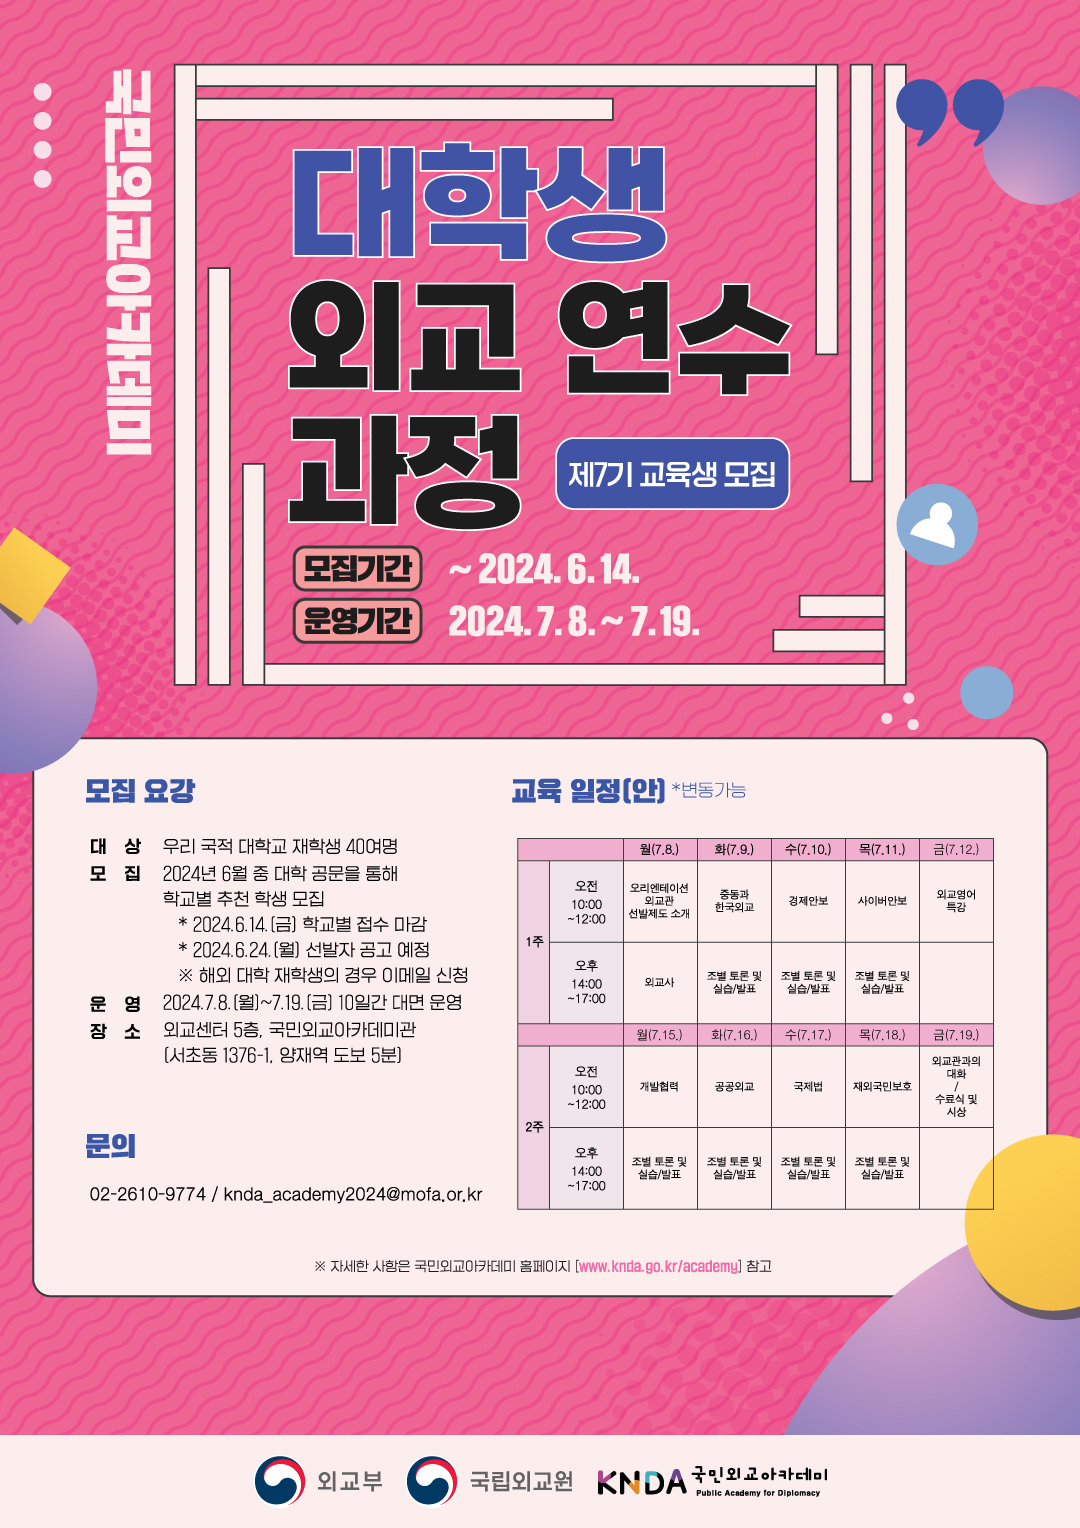 국민외교아카데미
대학생
외교 연수
과정
제7기 교육생 모집
모집기간 ~ 2024. 6. 14.
운영기간 2024. 7. 8. ~ 7. 19.
모집 요강
대 상 우리 국적 대학교 재학생 40여명
모 집 2024년 6월 중 대학 공문을 통해
학교별 추천 학생 모집
* 2024.6.14.(금) 학교별 접수 마감
* 2024.6.24.(월) 선발자 공고 예정
※ 해외 대학 재학생의 경우 이메일 신청
운 영 2024.7.8.(월)~7.19.(금) 10일간 대면 운영
장 소 외교센터 5층, 국민외교아카데미관
(서초동 1376-1, 양재역 도보 5분)
문의
02-2610-9774 / knda_academy2024@mofa.or.kr
교육 일정(안) *변동가능
월(7.8.) 화(7.9.) 수(7.10.) 목(7.11.) 금(7.12.)
1주
오전
10:00
~12:00
오리엔테이션
외교관
선발제도 소개
중동과
한국외교
경제안보
사이버안보
외교영어
특강
오후
14:00
~17:00
외교사
조별 토론 및
실습/발표
조별 토론 및
실습/발표
조별 토론 및
실습/발표
월(7.15.) 화(7.16.) 수(7.17.) 목(7.18.) 금(7.19.)
2주
오전
10:00
~12:00
개발협력
공공외교
국제법
재외국민보호
외교관과의
대화
/
수료식 및
시상
오후
14:00
~17:00
조별 토론 및
실습/발표
조별 토론 및
실습/발표
조별 토론 및
실습/발표
조별 토론 및
실습/발표
※ 자세한 사항은 국민외교아카데미 홈페이지 [www.knda.go.kr/academy] 참고
외교부
국립외교원
KNDA 국민외교아카데미
Public Academy for Diplomacy